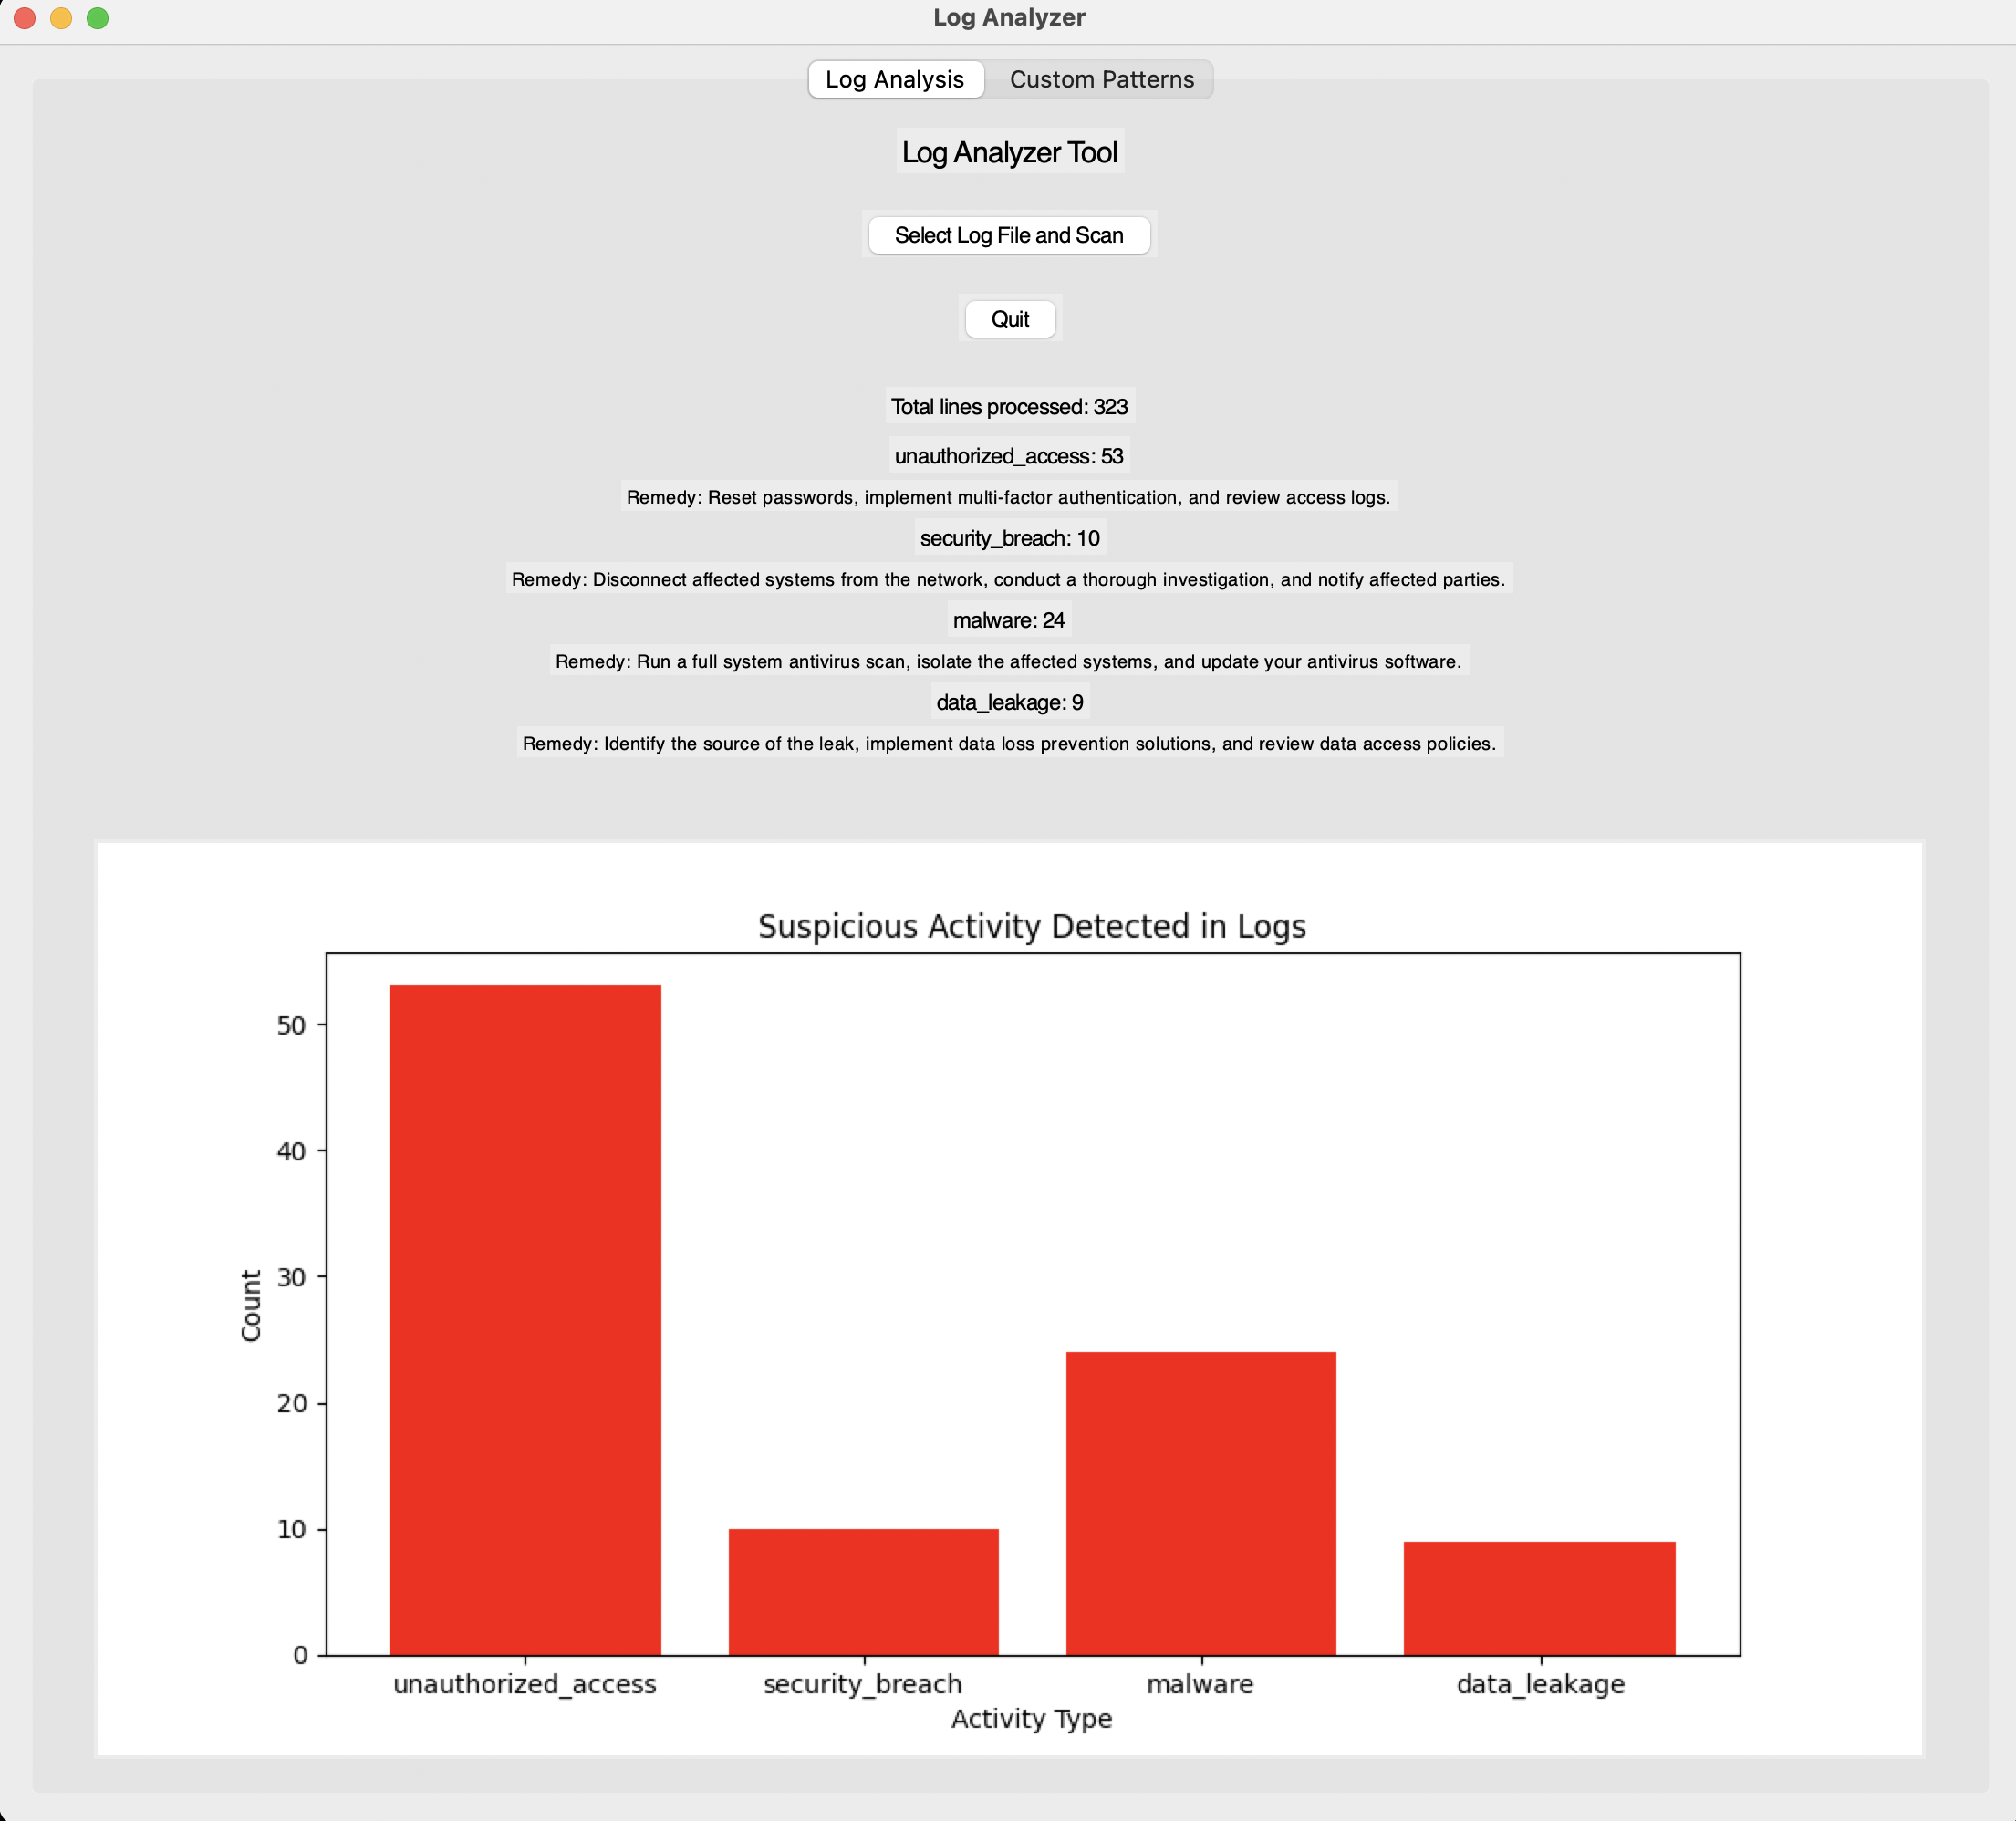 Log Analyzer
Log Analysis Custom Patterns
Log Analyzer Tool
Select Log File and Scan
Quit
Total lines processed: 323
unauthorized_access: 53
Remedy: Reset passwords, implement multi-factor authentication, and review access logs.
security_breach: 10
Remedy: Disconnect affected systems from the network, conduct a thorough investigation, and notify affected parties.
malware: 24
Remedy: Run a full system antivirus scan, isolate the affected systems, and update your antivirus software.
data_leakage: 9
Remedy: Identify the source of the leak, implement data loss prevention solutions, and review data access policies.
Suspicious Activity Detected in Logs
50
40
30
20
10
0
Count
unauthorized_access security_breach malware data_leakage
Activity Type